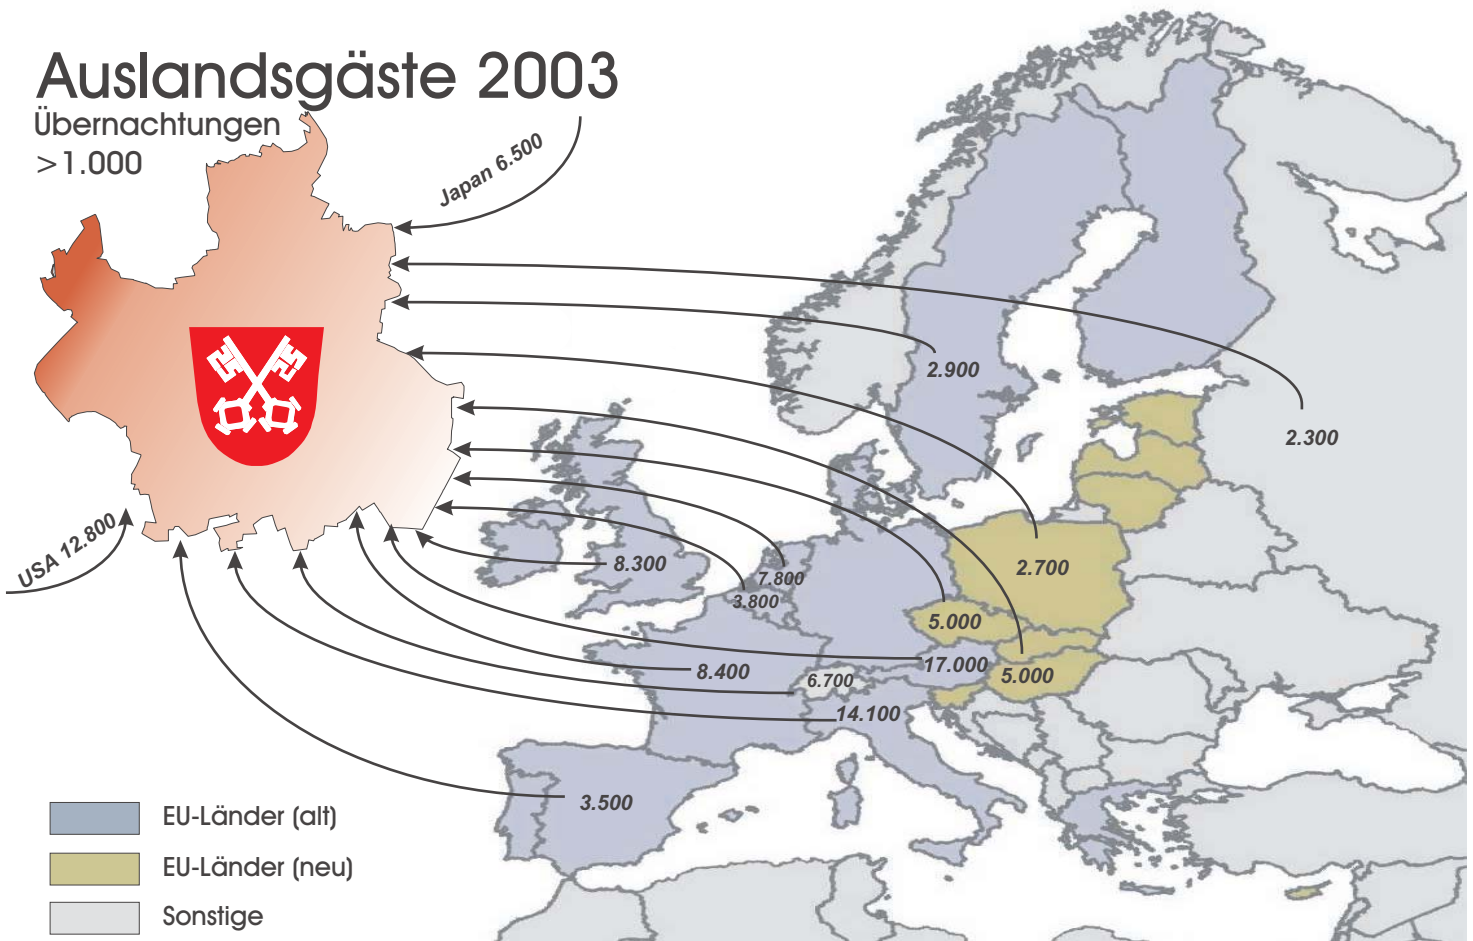 Auslandsgäste 2003
Übernachtungen
>1.000
Japan 6.500
2.900
2.300
USA 12.800
8.300
7.800
3.800
2.700
5.000
17.000
5.000
8.400
6.700
14.100
3.500
EU-Länder (alt)
EU-Länder (neu)
Sonstige